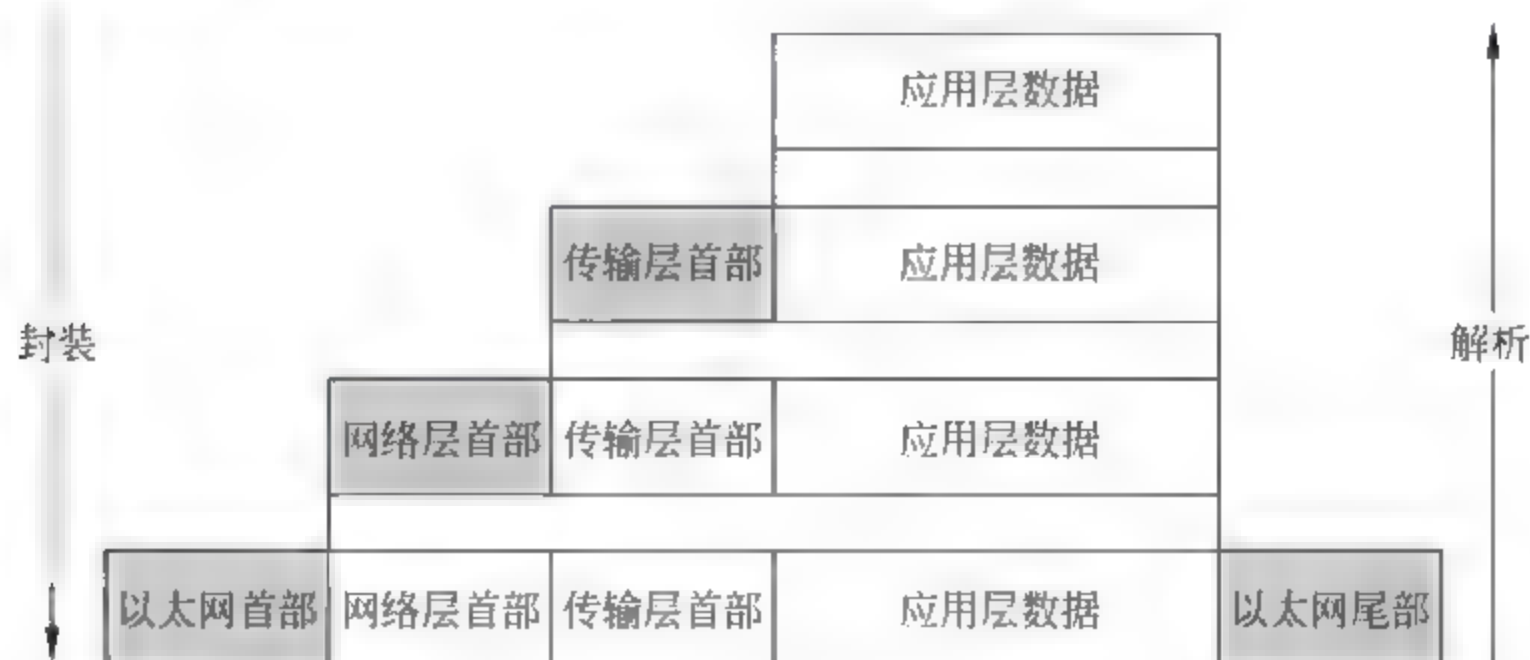 应用层数据
传输层首部 应用层数据
封装 解析
网络层首部 传输层首部 应用层数据
以太网首部 网络层首部 传输层首部 应用层数据 以太网尾部